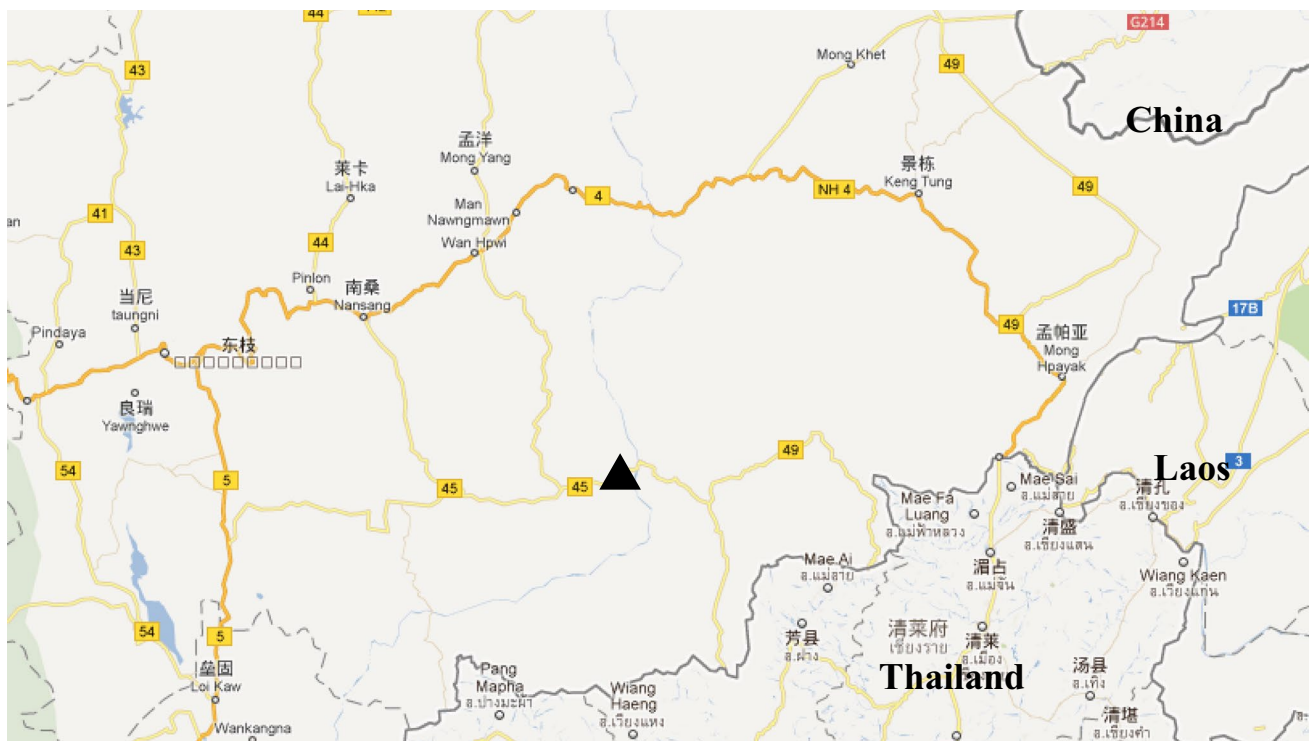 44
G214
43
49
Mong Khet
China
孟洋
Mong Yang
莱卡
Lai-Hka
景栋
Keng Tung
4
NH 4
49
Man
Nawngmawn
41
an
43
44
Wan Hpwi
Pinlon
南桑
Nansang
当尼
taungni
17B
49
孟帕亚
Mong
Hpayak
Pindaya
东枝
良瑞
Yawnghwe
54
5
45
45
49
Laos
3
Mae Sai
อ.แม่สาย
清孔
อ.เชียงของ
Mae Fa
Luang
อ.แม่ฟ้าหลวง
清盛
อ.เชียงแสน
Mae Ai
อ.แม่อาย
湄占
อ.แม่จัน
Wiang Kaen
อ.เวียงแก่น
54
5
芳县
อ.ฝาง
清莱府
เชียงราย
清莱
อ.เมือง
Thailand
垒固
Loi Kaw
Pang
Mapha
อ.ปางมะผ้า
Wiang
Haeng
อ.เวียงแหง
汤县
อ.เทิง
清堪
อ.เชียงคำ
Wankangna